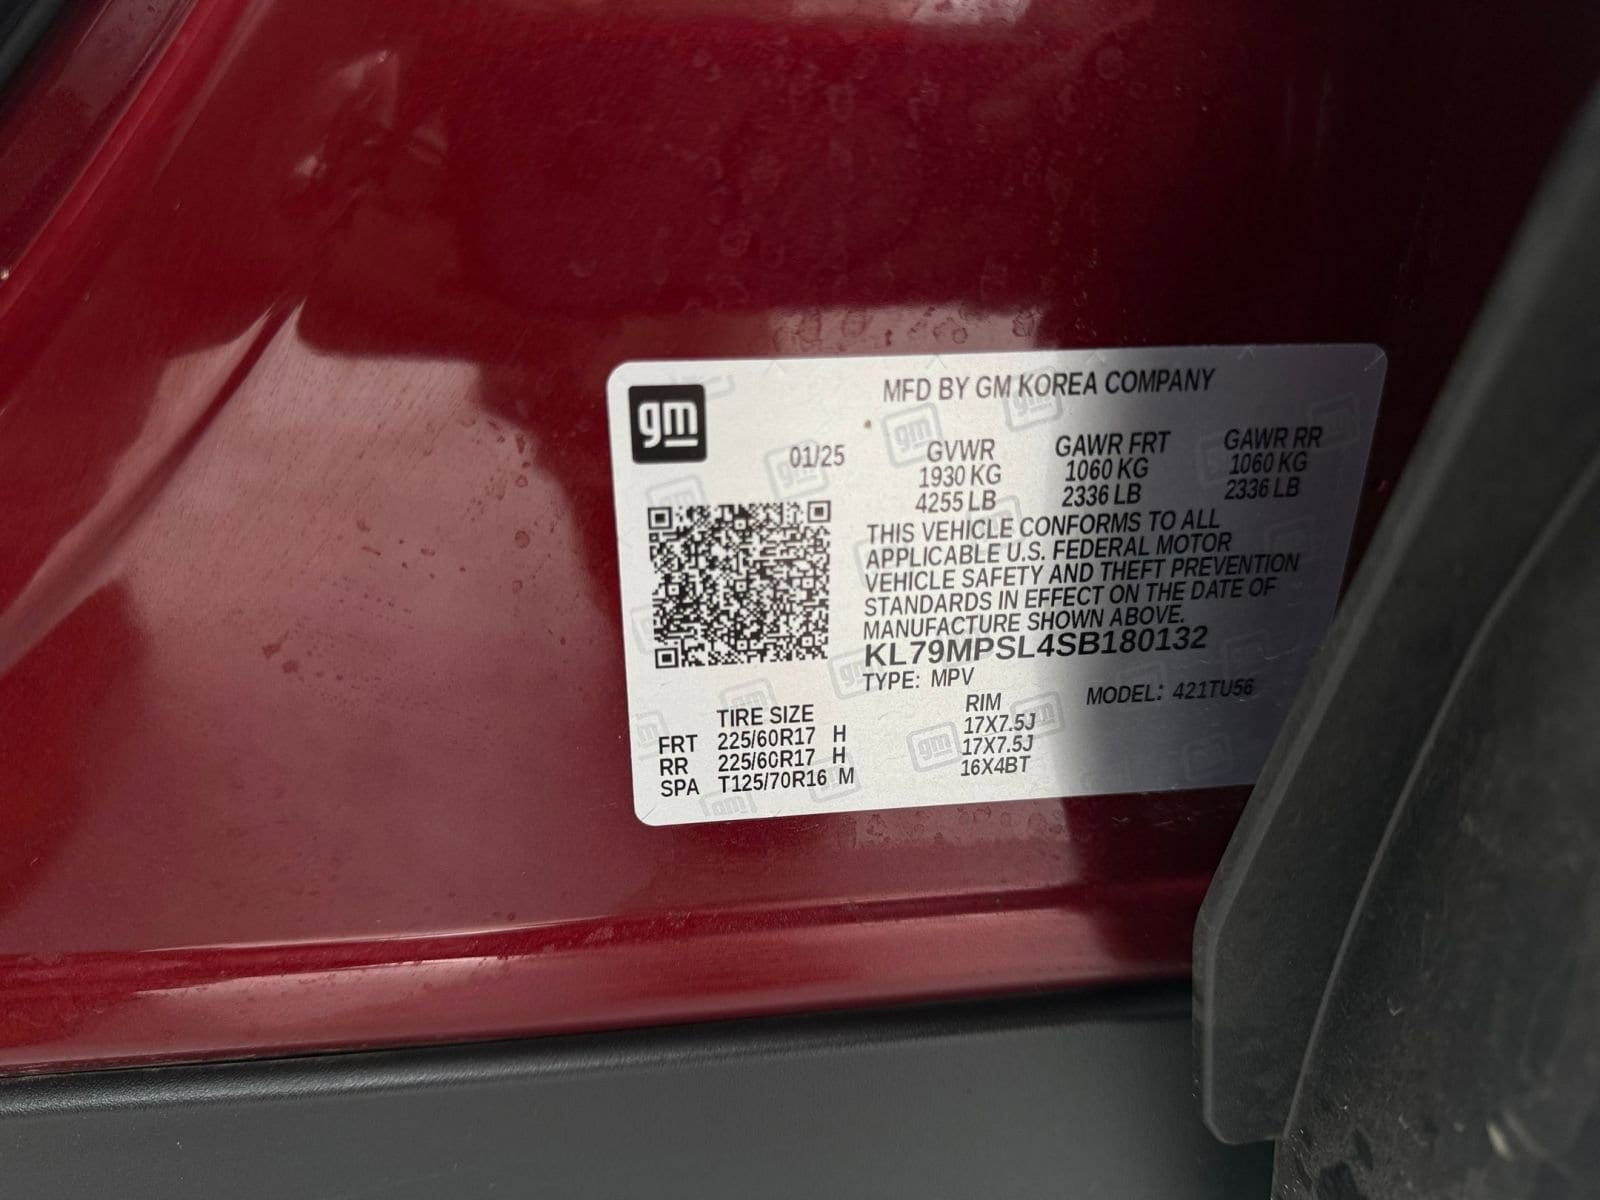 gm
MFD BY GM KOREA COMPANY
01/25
GVWR GAWR FRT GAWR RR
1930 KG 1060 KG 1060 KG
4255 LB 2336 LB 2336 LB
THIS VEHICLE CONFORMS TO ALL
APPLICABLE U.S. FEDERAL MOTOR
VEHICLE SAFETY AND THEFT PREVENTION
STANDARDS IN EFFECT ON THE DATE OF
MANUFACTURE SHOWN ABOVE.
KL79MPSL4SB180132
TYPE: MPV MODEL: 421TU56
TIRE SIZE RIM
FRT 225/60R17 H 17X7.5J
RR 225/60R17 H 17X7.5J
SPA T125/70R16 M 16X4BT